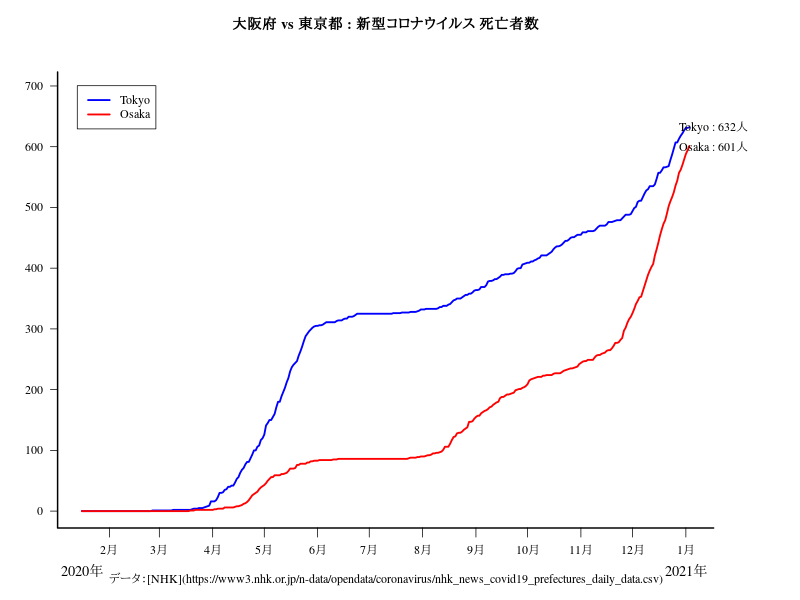 大阪府 vs 東京都 : 新型コロナウイルス 死亡者数
Tokyo
Osaka
700
600
500
400
300
200
100
0
Tokyo : 632人
Osaka : 601人
2月 3月 4月 5月 6月 7月 8月 9月 10月 11月 12月 1月
2020年 2021年
データ:[NHK](https://www3.nhk.or.jp/n-data/opendata/coronavirus/nhk_news_covid19_prefectures_daily_data.csv)